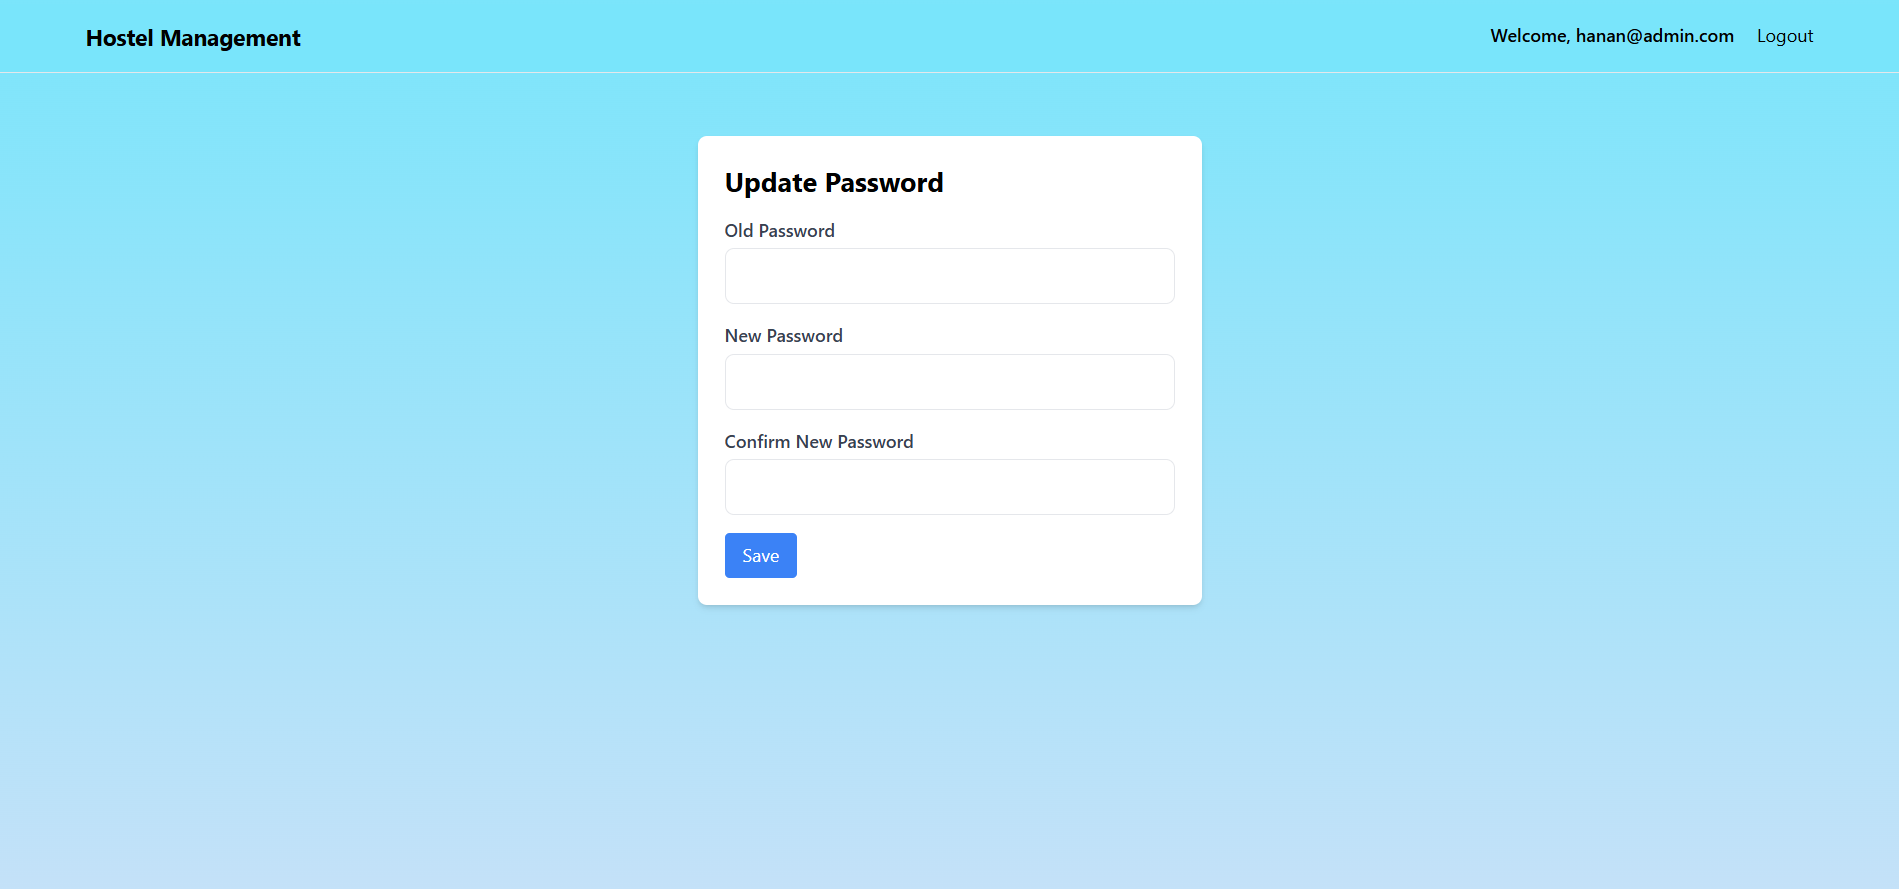 Hostel Management
Welcome, hanan@admin.com Logout
Update Password
Old Password
New Password
Confirm New Password
Save